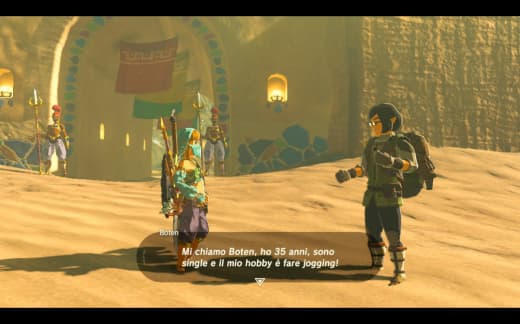 Boten
Mi chiamo Boten, ho 35 anni, sono
single e il mio hobby è fare jogging!